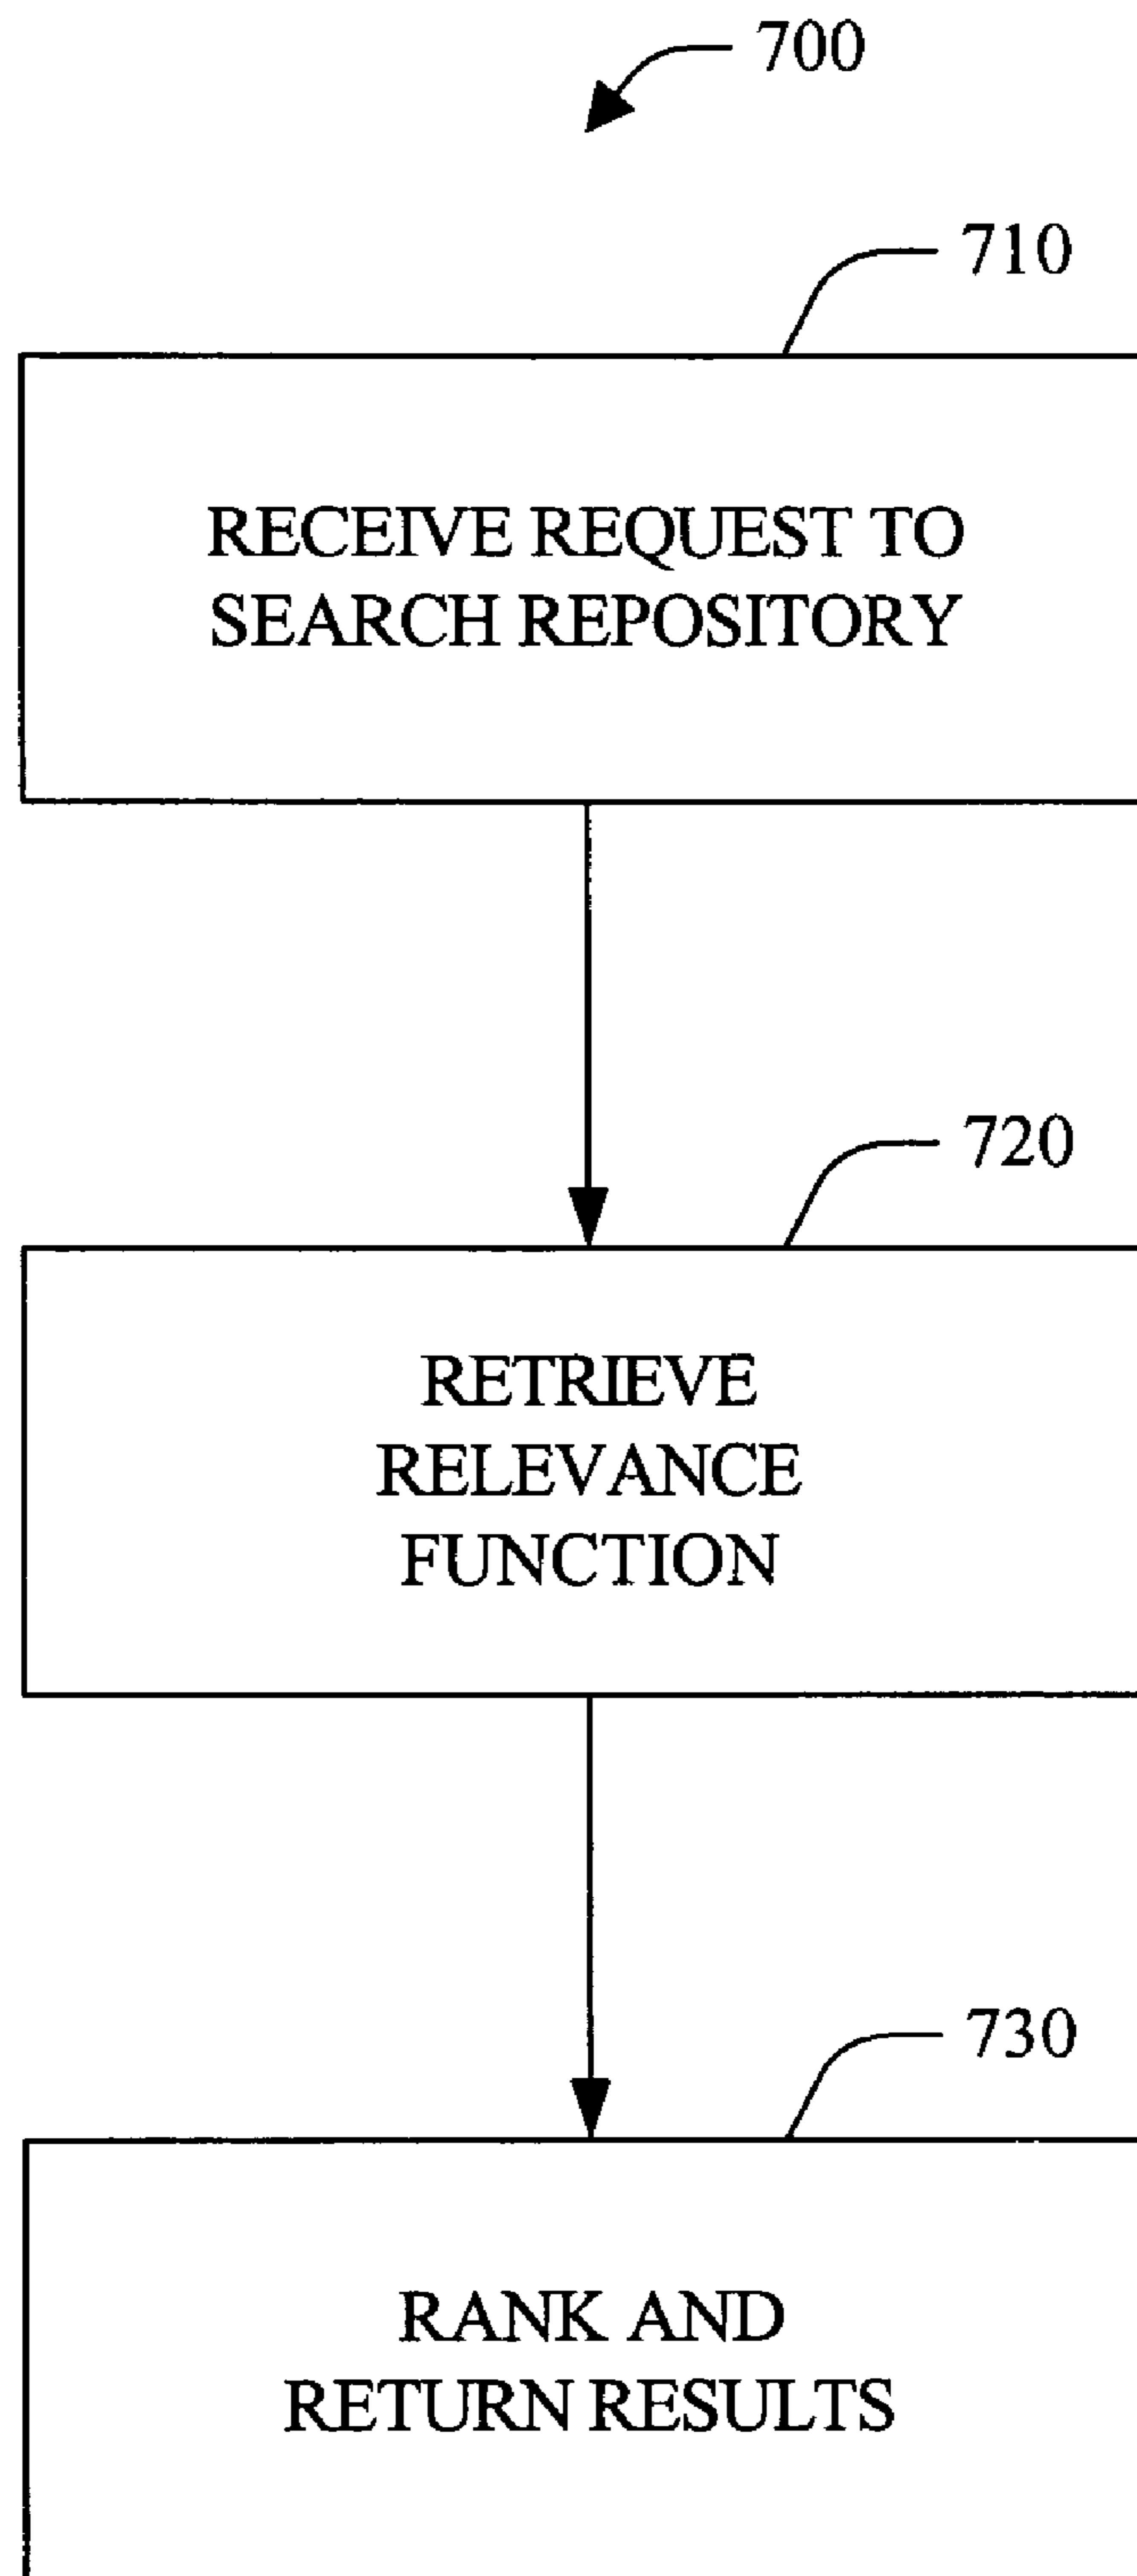 700
710
RECEIVE REQUEST TO
SEARCH REPOSITORY
720
RETRIEVE
RELEVANCE
FUNCTION
730
RANK AND
RETURN RESULTS